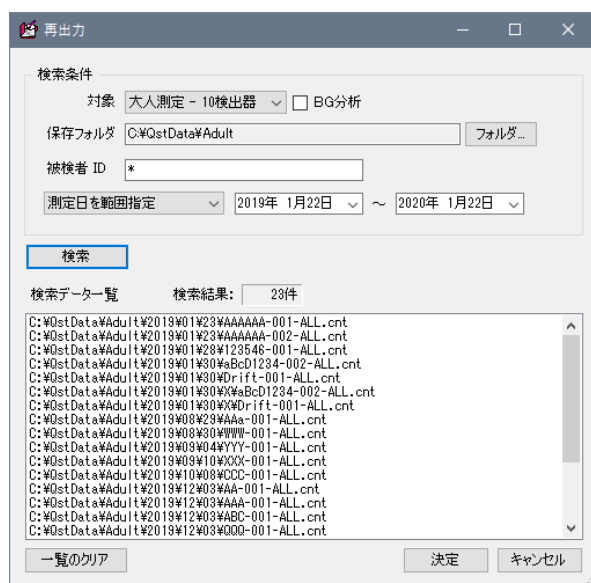 再出力
検索条件
対象 大人測定 - 10検出器 BG分析
保存フォルダ C:¥QstData¥Adult フォルダ...
被検者 ID *
測定日を範囲指定 2019年 1月22日 ～ 2020年 1月22日
検索
検索データ一覧 検索結果: 23件
C:¥QstData¥Adult¥2019¥01¥23¥AAAAAA-001-ALL.cnt
C:¥QstData¥Adult¥2019¥01¥23¥AAAAAA-002-ALL.cnt
C:¥QstData¥Adult¥2019¥01¥28¥123546-001-ALL.cnt
C:¥QstData¥Adult¥2019¥01¥30¥aBcD1234-002-ALL.cnt
C:¥QstData¥Adult¥2019¥01¥30¥Drift-001-ALL.cnt
C:¥QstData¥Adult¥2019¥01¥30¥X¥aBcD1234-002-ALL.cnt
C:¥QstData¥Adult¥2019¥01¥30¥X¥Drift-001-ALL.cnt
C:¥QstData¥Adult¥2019¥08¥29¥AAa-001-ALL.cnt
C:¥QstData¥Adult¥2019¥08¥30¥WWW-001-ALL.cnt
C:¥QstData¥Adult¥2019¥09¥04¥YYY-001-ALL.cnt
C:¥QstData¥Adult¥2019¥09¥10¥XXX-001-ALL.cnt
C:¥QstData¥Adult¥2019¥10¥08¥CCC-001-ALL.cnt
C:¥QstData¥Adult¥2019¥12¥03¥AA-001-ALL.cnt
C:¥QstData¥Adult¥2019¥12¥03¥AAA-001-ALL.cnt
C:¥QstData¥Adult¥2019¥12¥03¥ABC-001-ALL.cnt
C:¥QstData¥Adult¥2019¥12¥03¥QQQ-001-ALL.cnt
一覧のクリア 決定 キャンセル